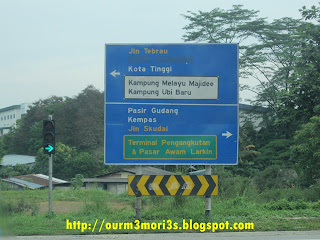 Jln Tebrau
Kota Tinggi
Kampung Melayu Majidee
Kampung Ubi Baru
Pasir Gudang
Kempas
Jln Skudai
Terminal Pengangkutan
& Pasar Awam Larkin
http://ourm3mori3s.blogspot.com